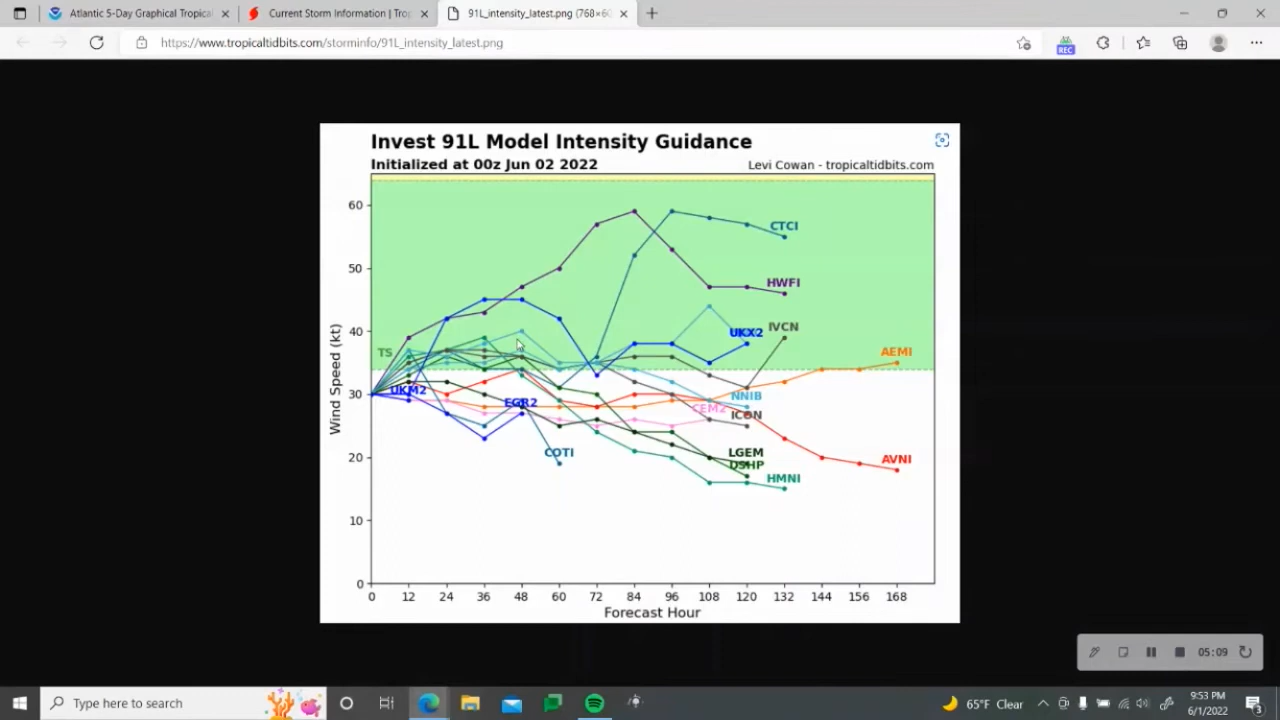 Atlantic 5-Day Graphical Tropical
Current Storm Information | Trop
91L_intensity_latest.png (768×60
https://www.tropicaltidbits.com/storminfo/91L_intensity_latest.png
REC
Invest 91L Model Intensity Guidance
Initialized at 00z Jun 02 2022
Levi Cowan - tropicaltidbits.com
Wind Speed (kt)
60
50
40
30
20
10
0
TS
CTCI
HWFI
UKX2
IVCN
AEMI
UKM2
EGR2
NNIB
CEM2
ICON
COTI
LGEM
DSHP
AVNI
HMNI
0 12 24 36 48 60 72 84 96 108 120 132 144 156 168
Forecast Hour
05:09
Type here to search
65°F Clear
9:53 PM
6/1/2022
3